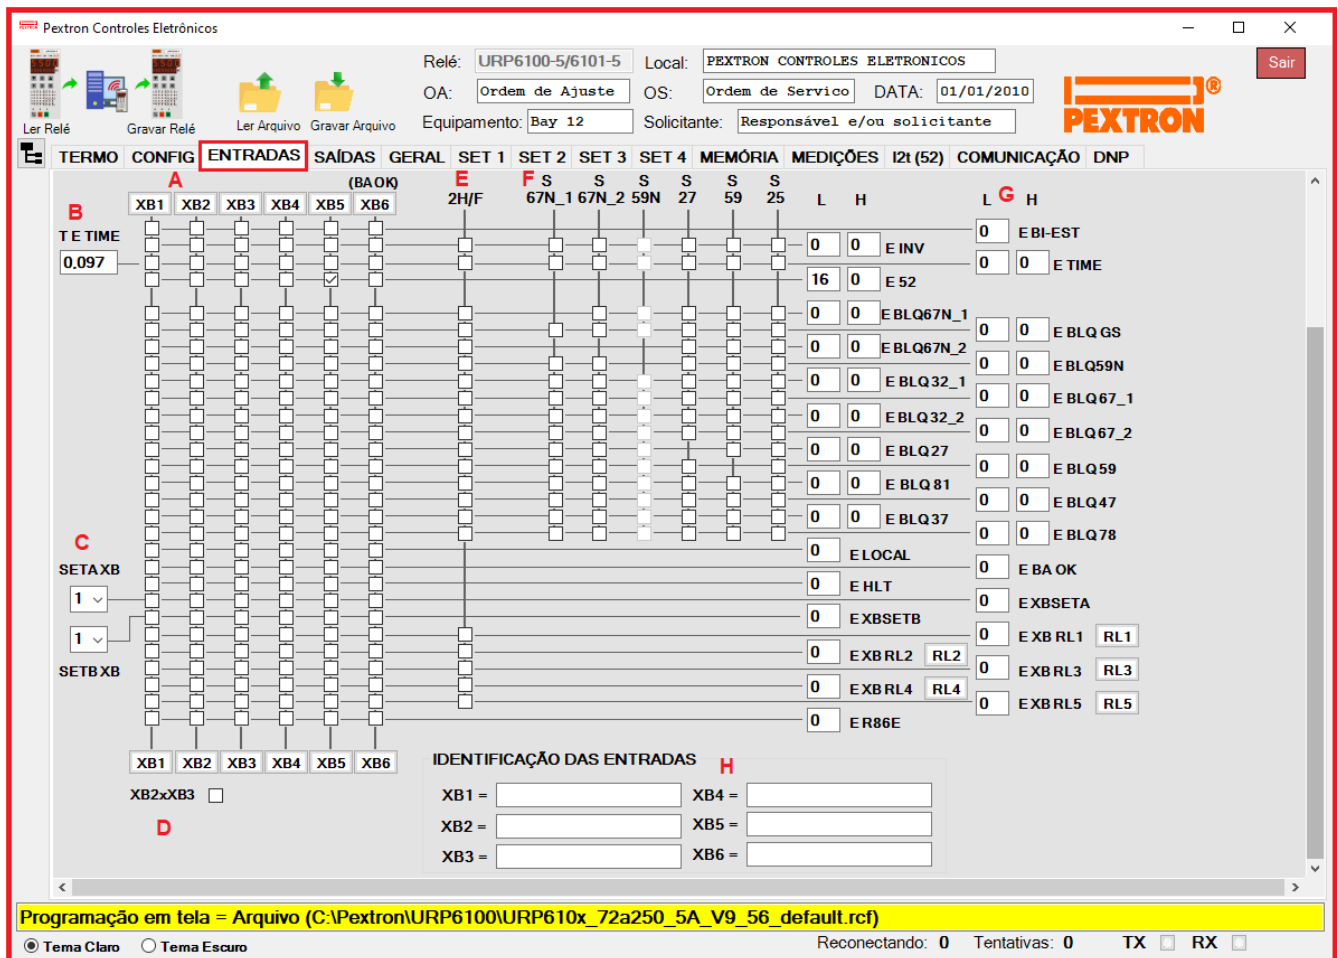 Pextron Controles Eletrônicos
Relé: URP6100-5/6101-5 Local: PEXTRON CONTROLES ELETRONICOS Sair
OA: Ordem de Ajuste OS: Ordem de Servico DATA: 01/01/2010
Equipamento: Bay 12 Solicitante: Responsável e/ou solicitante
PEXTRON®
Ler Relé Gravar Relé Ler Arquivo Gravar Arquivo
TERMO CONFIG ENTRADAS SAÍDAS GERAL SET 1 SET 2 SET 3 SET 4 MEMÓRIA MEDIÇÕES I2t (52) COMUNICAÇÃO DNP
A (BA OK) E F S S S S S S
XB1 XB2 XB3 XB4 XB5 XB6 2H/F 67N_1 67N_2 59N 27 59 25 L H L G H
B
T E TIME
0,097
0 E BI-EST
0 0 E INV
0 0 E TIME
16 0 E 52
0 0 E BLQ67N_1
0 0 E BLQ GS
0 0 E BLQ67N_2
0 0 E BLQ59N
0 0 E BLQ32_1
0 0 E BLQ67_1
0 0 E BLQ32_2
0 0 E BLQ67_2
0 0 E BLQ27
0 0 E BLQ59
0 0 E BLQ81
0 0 E BLQ47
0 0 E BLQ37
0 0 E BLQ78
C
0 E LOCAL
SETA XB
0 E BA OK
0 E HLT
1
0 E XBSETA
0 E XBSETB
1
0 E XB RL1 RL1
0 E XB RL2 RL2
SETB XB
0 E XB RL3 RL3
0 E XB RL4 RL4
0 E XB RL5 RL5
0 E R86E
XB1 XB2 XB3 XB4 XB5 XB6
IDENTIFICAÇÃO DAS ENTRADAS H
XB2xXB3
D
XB1 = XB4 =
XB2 = XB5 =
XB3 = XB6 =
Programação em tela = Arquivo (C:\Pextron\URP6100\URP610x_72a250_5A_V9_56_default.rcf)
Tema Claro Tema Escuro Reconectando: 0 Tentativas: 0 TX RX